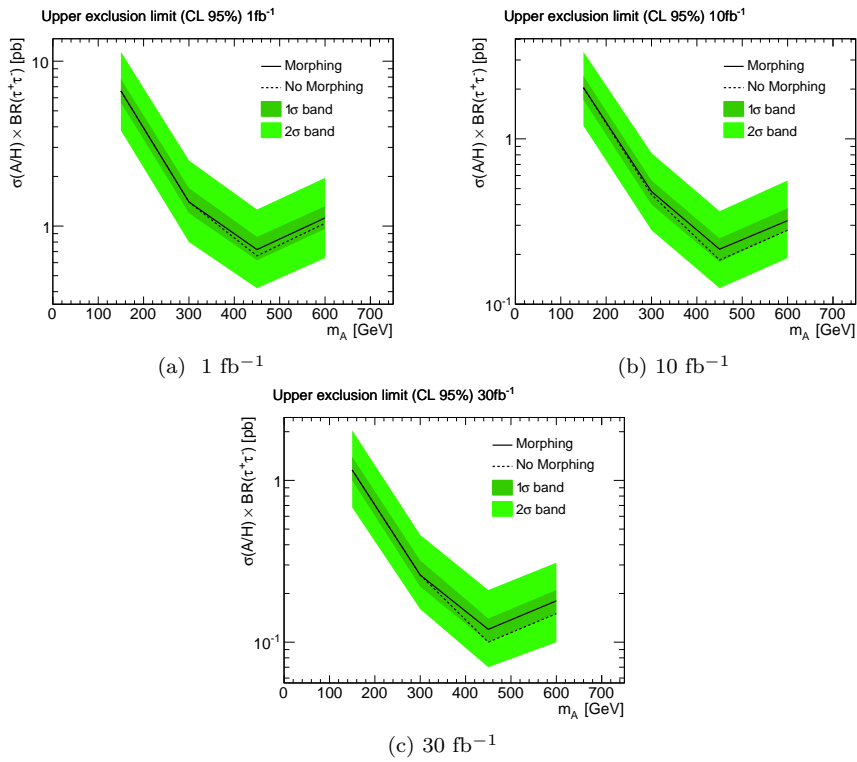 Upper exclusion limit (CL 95%) 1fb⁻¹
σ(A/H) × BR(τ⁺τ⁻) [pb]
10
1
Morphing
No Morphing
1σ band
2σ band
0 100 200 300 400 500 600 700
m_A [GeV]
(a) 1 fb⁻¹
Upper exclusion limit (CL 95%) 10fb⁻¹
σ(A/H) × BR(τ⁺τ⁻) [pb]
1
10⁻¹
Morphing
No Morphing
1σ band
2σ band
0 100 200 300 400 500 600 700
m_A [GeV]
(b) 10 fb⁻¹
Upper exclusion limit (CL 95%) 30fb⁻¹
σ(A/H) × BR(τ⁺τ⁻) [pb]
1
10⁻¹
Morphing
No Morphing
1σ band
2σ band
0 100 200 300 400 500 600 700
m_A [GeV]
(c) 30 fb⁻¹